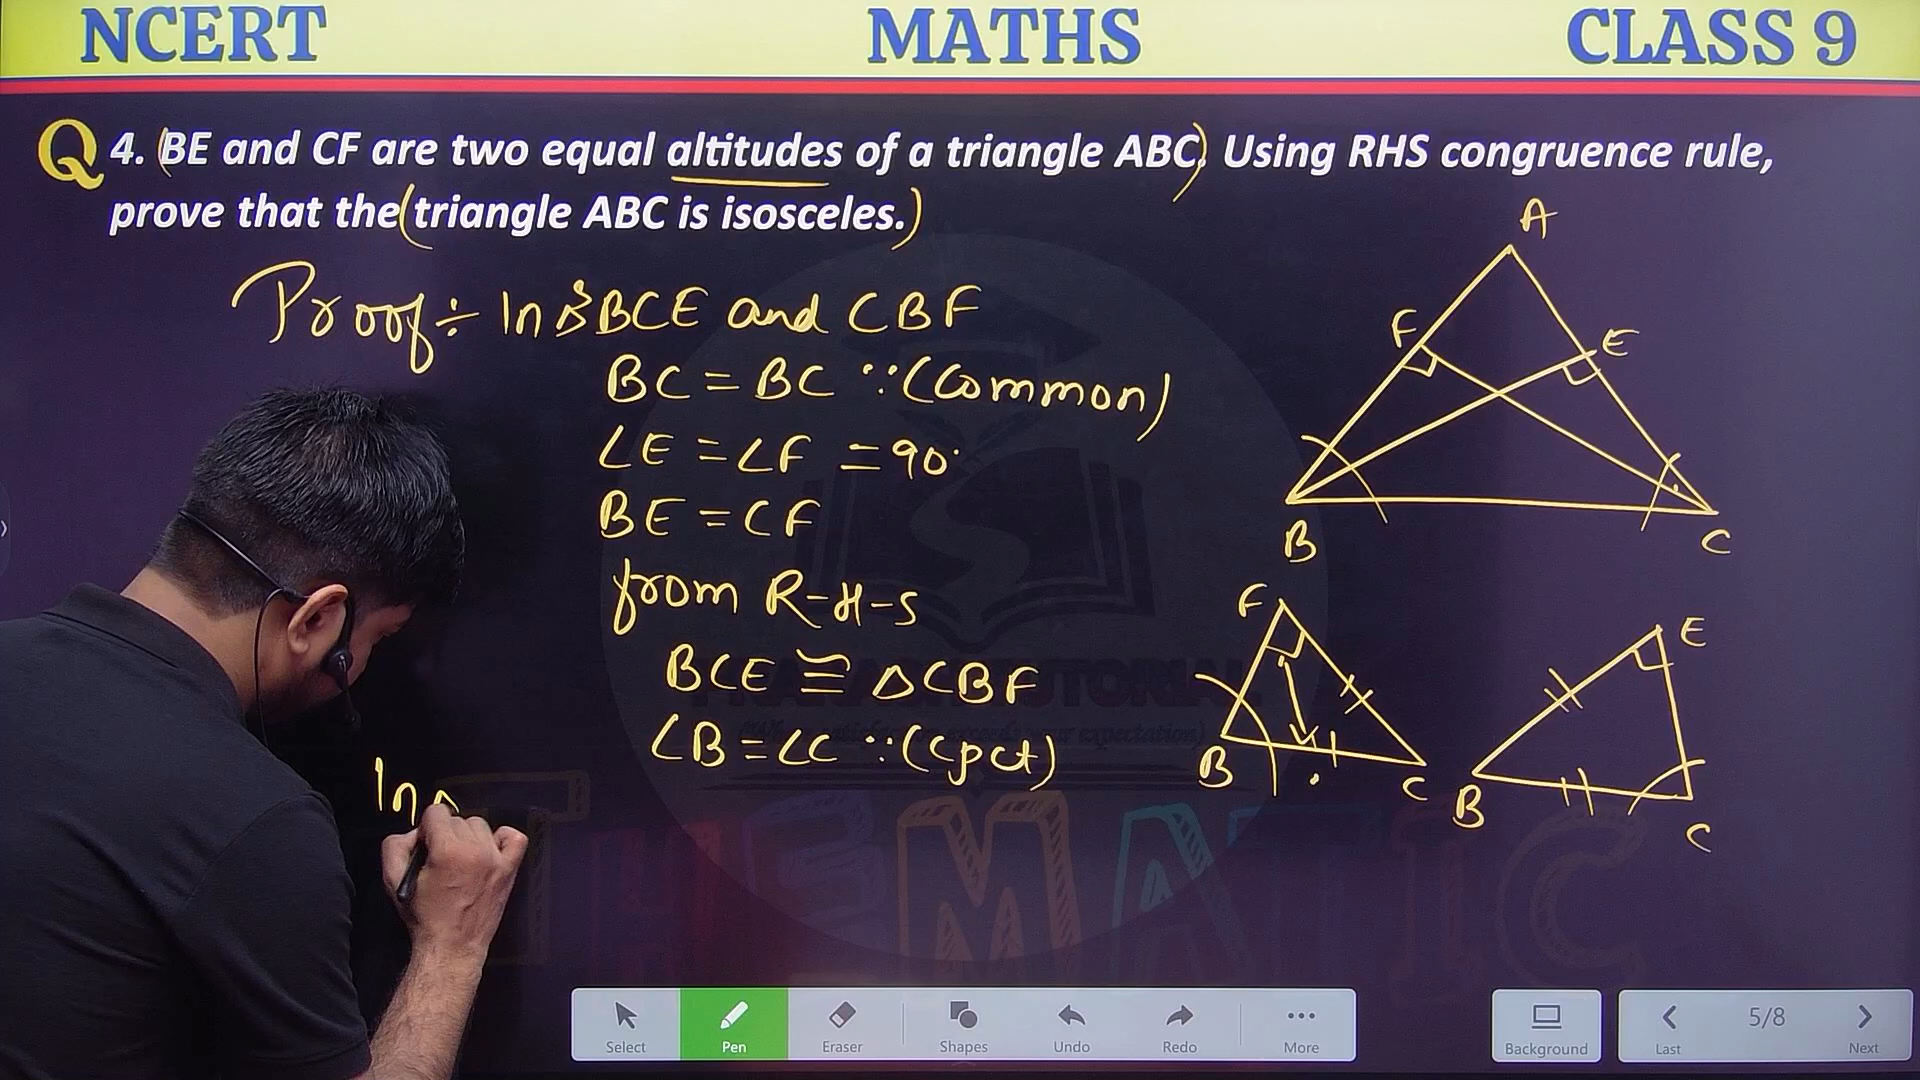 NCERT MATHS CLASS 9
Q 4. (BE and CF are two equal altitudes of a triangle ABC). Using RHS congruence rule,
prove that the (triangle ABC is isosceles.)
Proof÷ In Δs BCE and CBF
BC = BC ∵ (Common)
∠E = ∠F = 90°
BE = CF
from R-H-S
BCE ≅ ΔCBF
∠B = ∠C ∵ (Cpct)
In Δ
A
F E
B C
F
B C
E
B C
Select Pen Eraser Shapes Undo Redo More
Background
Last 5/8 Next